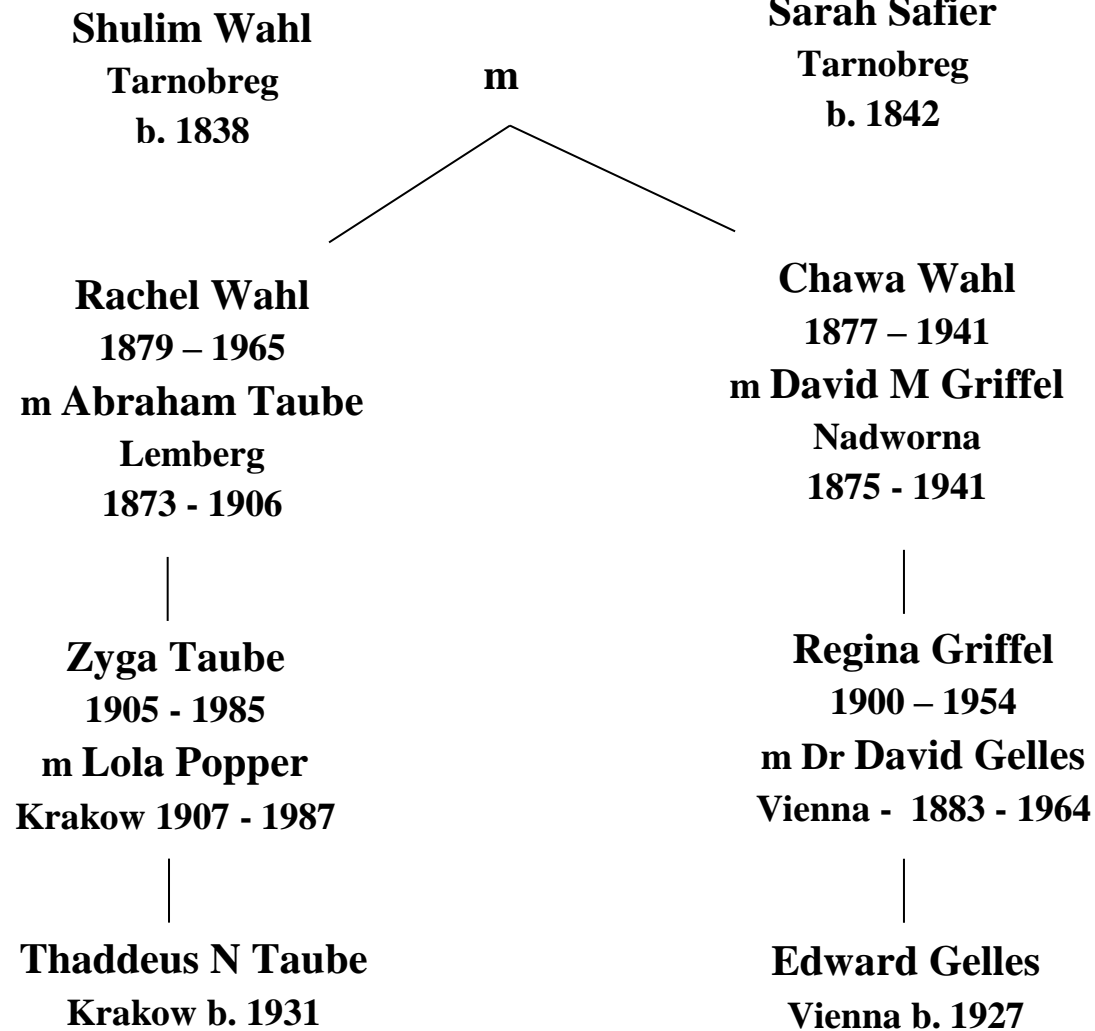 Shulim Wahl
Tarnobreg
b. 1838
m
Sarah Safier
Tarnobreg
b. 1842
Rachel Wahl
1879 – 1965
m Abraham Taube
Lemberg
1873 - 1906
Chawa Wahl
1877 – 1941
m David M Griffel
Nadworna
1875 - 1941
Zyga Taube
1905 - 1985
m Lola Popper
Krakow 1907 - 1987
Regina Griffel
1900 – 1954
m Dr David Gelles
Vienna - 1883 - 1964
Thaddeus N Taube
Krakow b. 1931
Edward Gelles
Vienna b. 1927